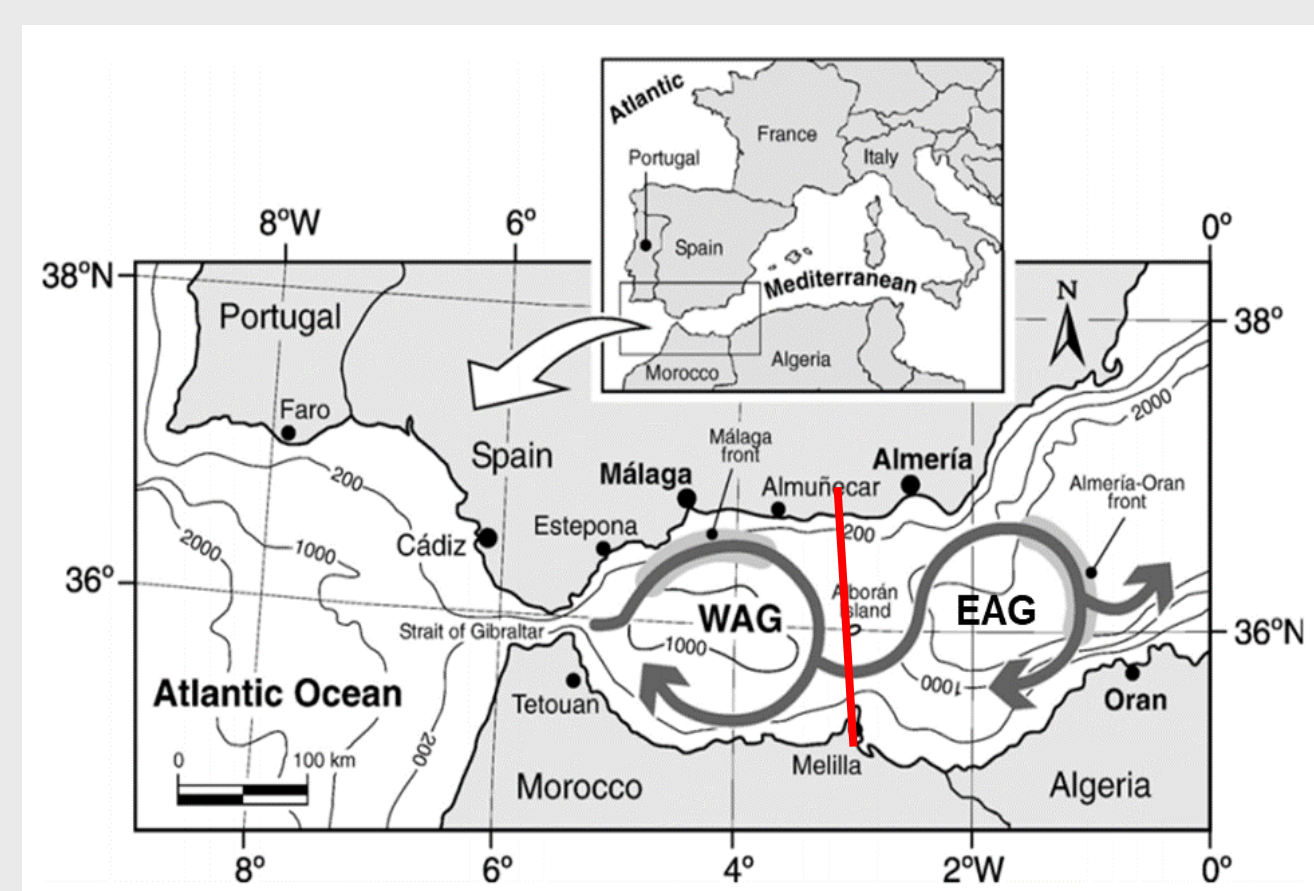 Atlantic
France
Portugal
Italy
8ºW
6º
0º
Spain
38ºN
Mediterranean
N
Portugal
38º
Algeria
Morocco
2000
Faro
Málaga
front
Spain
Almería
Málaga
Almería-Oran
front
200
Almuñecar
Estepona
200
Cádiz
2000
1000
36º
Alborán
Island
WAG
EAG
Strait of Gibraltar
36ºN
1000
1000
Atlantic Ocean
Tetouan
Oran
200
0
100 km
Melilla
Morocco
Algeria
8º
6º
4º
2ºW
0º